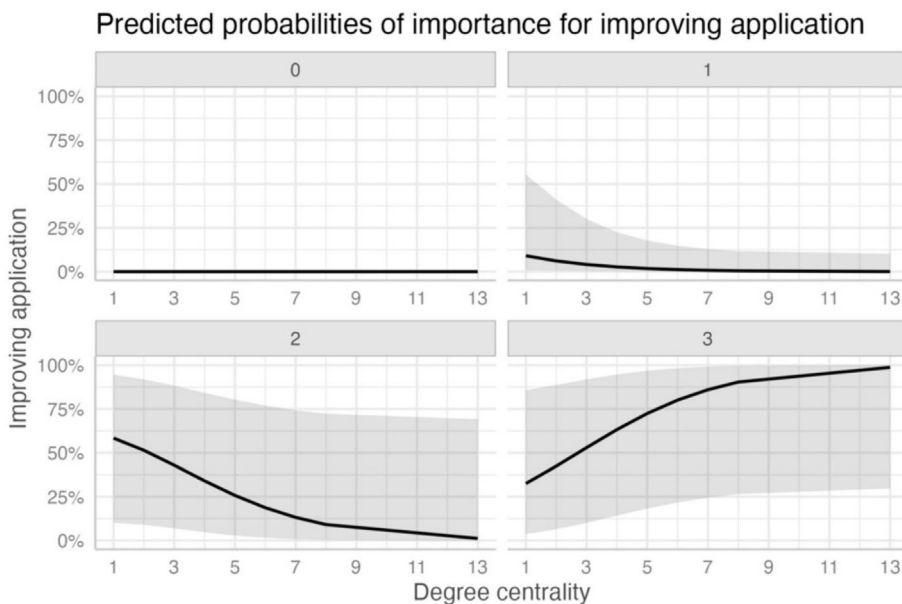 Predicted probabilities of importance for improving application
0 1
100%
75%
50%
25%
0%
1 3 5 7 9 11 13 1 3 5 7 9 11 13
2 3
100%
75%
50%
25%
0%
1 3 5 7 9 11 13 1 3 5 7 9 11 13
Improving application
Degree centrality